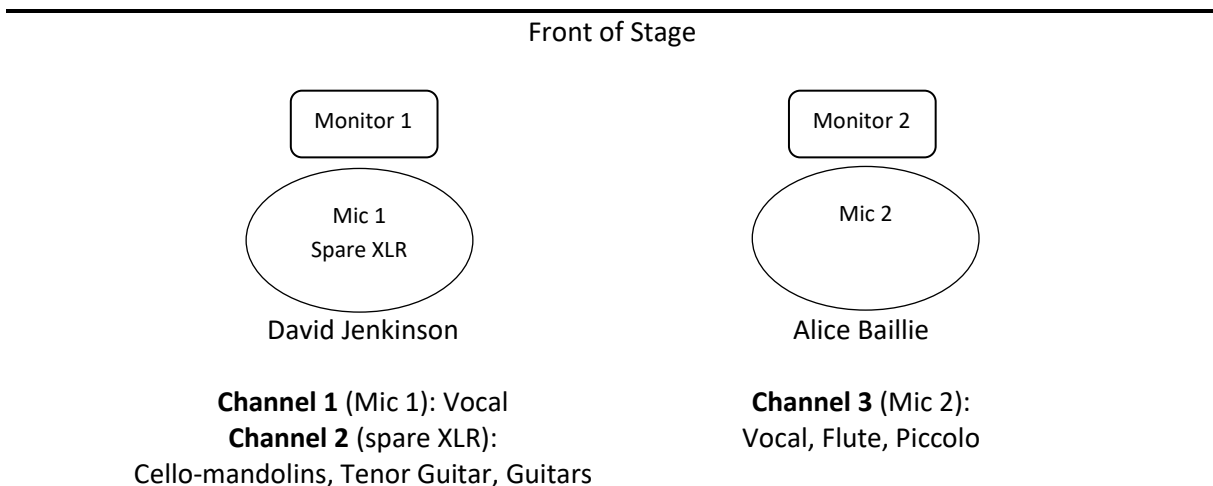 Front of Stage
Monitor 1
Monitor 2
Mic 1
Spare XLR
Mic 2
David Jenkinson
Alice Baillie
Channel 1 (Mic 1): Vocal
Channel 2 (spare XLR):
Cello-mandolins, Tenor Guitar, Guitars
Channel 3 (Mic 2):
Vocal, Flute, Piccolo